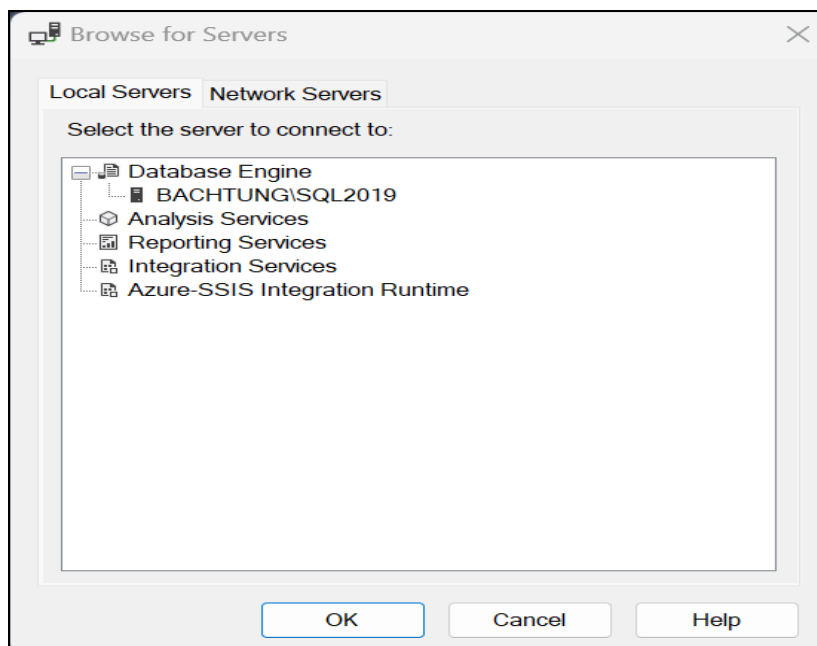 Browse for Servers
Local Servers Network Servers
Select the server to connect to:
Database Engine
BACHTUNG\SQL2019
Analysis Services
Reporting Services
Integration Services
Azure-SSIS Integration Runtime
OK Cancel Help